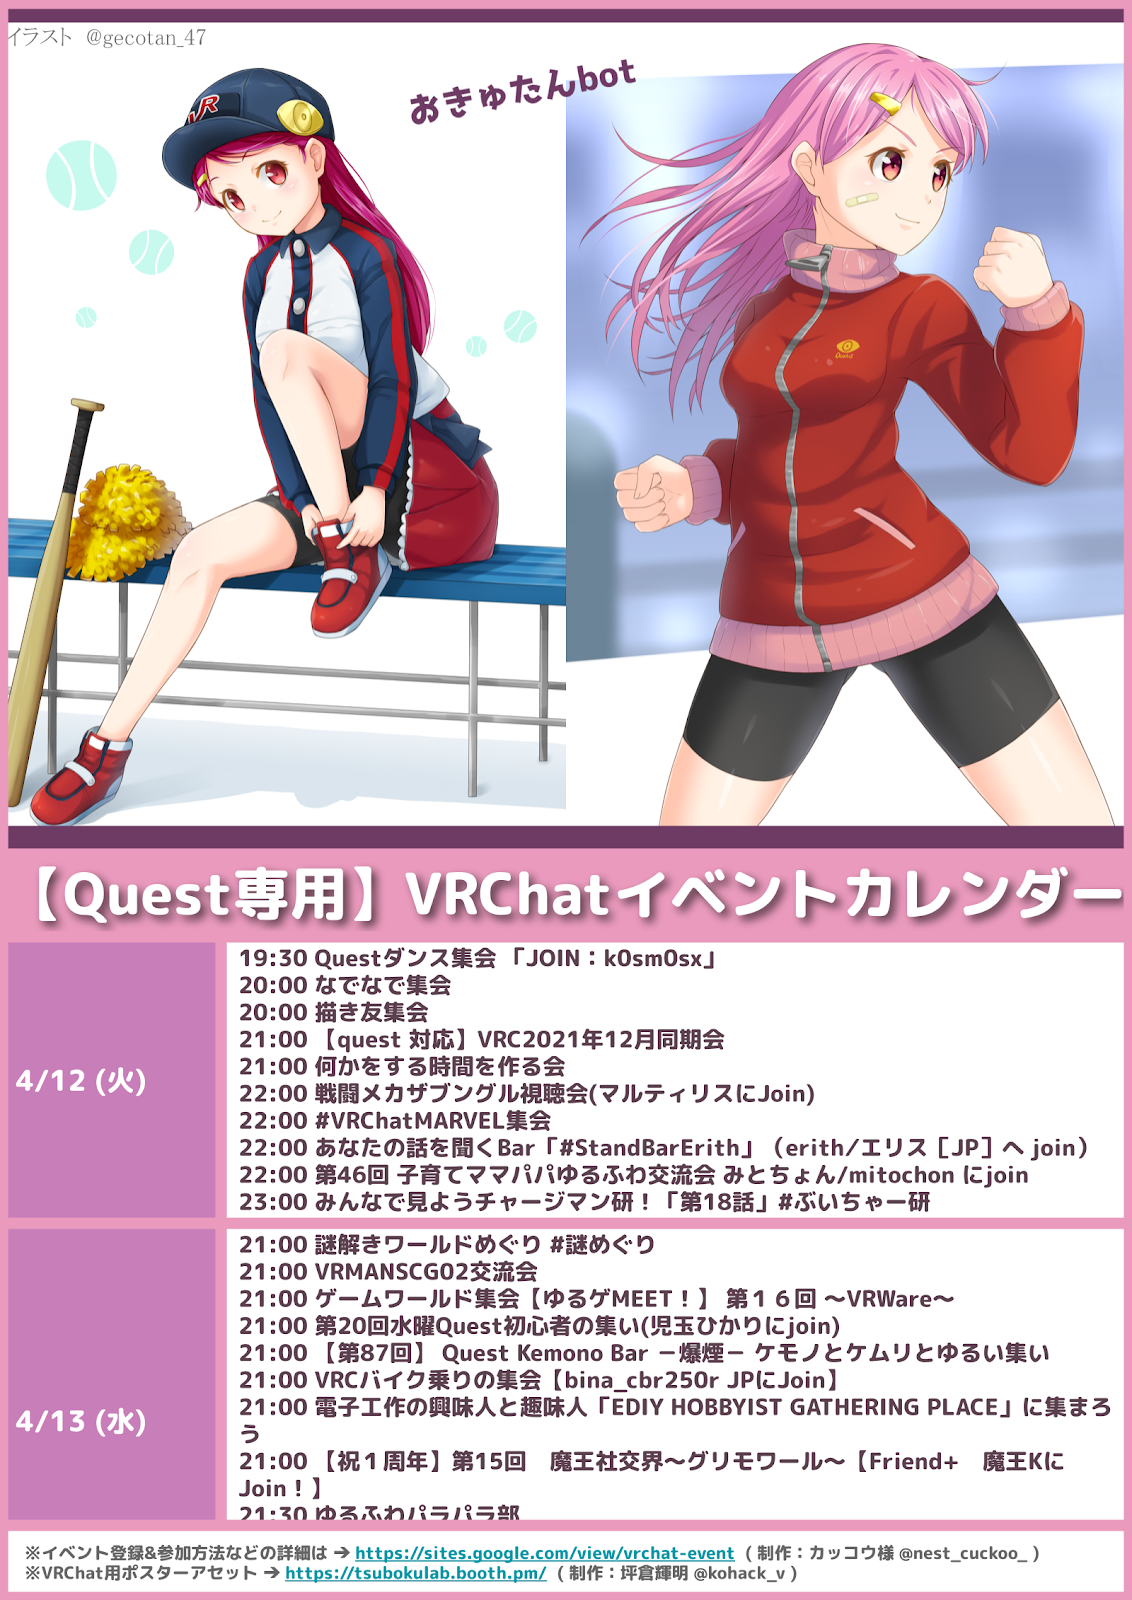 イラスト @gecotan_47
おきゅたんbot
VR
Quest
【Quest専用】VRChatイベントカレンダー
4/12 (火)
19:30 Questダンス集会 「JOIN：k0sm0sx」
20:00 なでなで集会
20:00 描き友集会
21:00 【quest 対応】VRC2021年12月同期会
21:00 何かをする時間を作る会
22:00 戦闘メカザブングル視聴会(マルティリスにJoin)
22:00 #VRChatMARVEL集会
22:00 あなたの話を聞くBar「#StandBarErith」（erith/エリス［JP］へ join）
22:00 第46回 子育てママパパゆるふわ交流会 みとちょん/mitochon にjoin
23:00 みんなで見ようチャージマン研！「第18話」#ぶいちゃー研
4/13 (水)
21:00 謎解きワールドめぐり #謎めぐり
21:00 VRMANSCG02交流会
21:00 ゲームワールド集会【ゆるゲMEET！】 第１６回 ～VRWare～
21:00 第20回水曜Quest初心者の集い(児玉ひかりにjoin)
21:00 【第87回】 Quest Kemono Bar －爆煙－ ケモノとケムリとゆるい集い
21:00 VRCバイク乗りの集会【bina_cbr250r JPにJoin】
21:00 電子工作の興味人と趣味人「EDIY HOBBYIST GATHERING PLACE」に集まろ
う
21:00 【祝１周年】第15回　魔王社交界～グリモワール～【Friend+　魔王Kに
Join！】
21:30 ゆるふわパラパラ部
※イベント登録&参加方法などの詳細は ➔ https://sites.google.com/view/vrchat-event （ 制作：カッコウ様 @nest_cuckoo_ ）
※VRChat用ポスターアセット ➔ https://tsubokulab.booth.pm/ （ 制作：坪倉輝明 @kohack_v ）